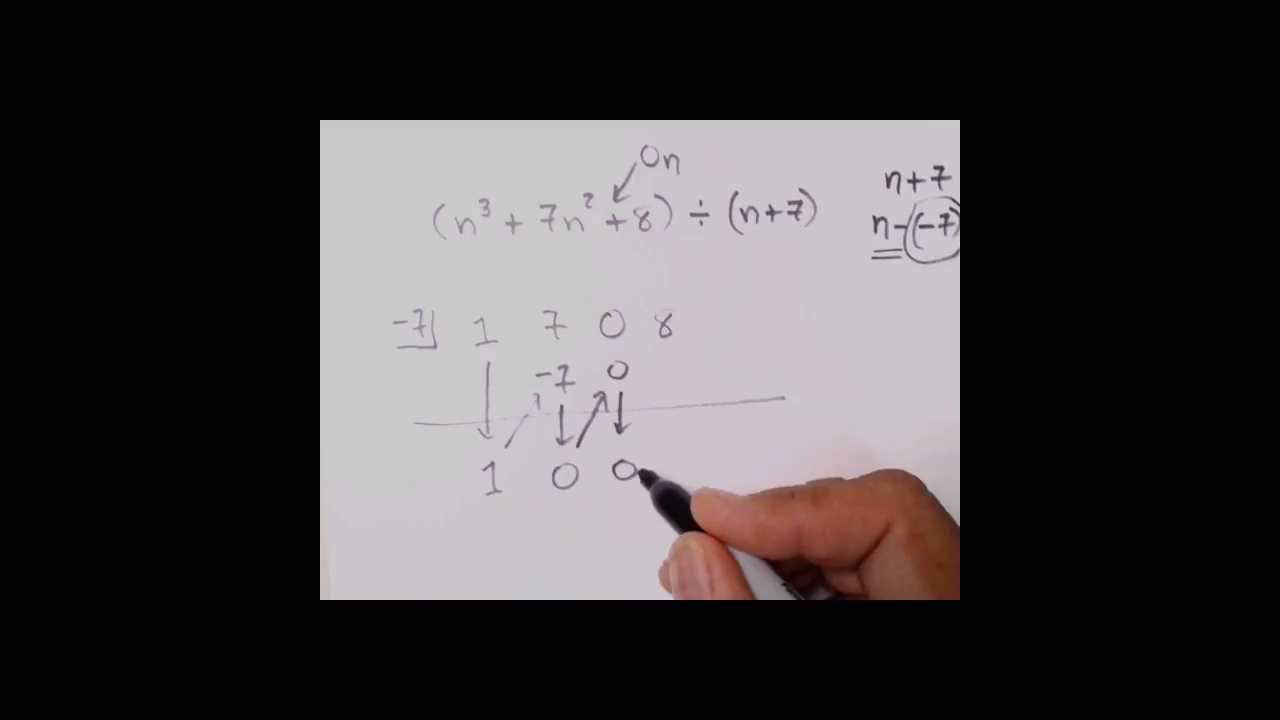 0n
(n³ + 7n² + 8) ÷ (n+7)
n+7
n-(-7)
-7 1 7 0 8
-7 0
1 0 0